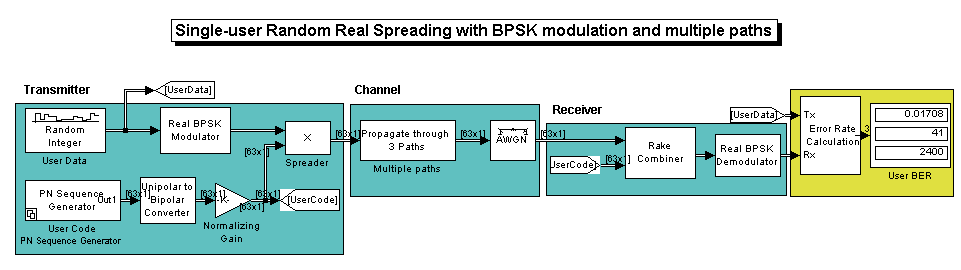 Single-user Random Real Spreading with BPSK modulation and multiple paths
Transmitter
[UserData]
Random
Integer
User Data
Real BPSK
Modulator
×
Spreader
[63x1]
[63x1]
PN Sequence
Generator
Out1
User Code
PN Sequence Generator
[63x1]
Unipolar to
Bipolar
Converter
[63x1]
-K-
Normalizing
Gain
[63x1]
[63x1]
[UserCode]
Channel
Propagate through
3 Paths
Multiple paths
[63x1]
AWGN
[63x1]
Receiver
[UserCode]
[63x1]
Rake
Combiner
Real BPSK
Demodulator
[UserData]
Tx
Error Rate
Calculation
Rx
3
0.01708
41
2400
User BER